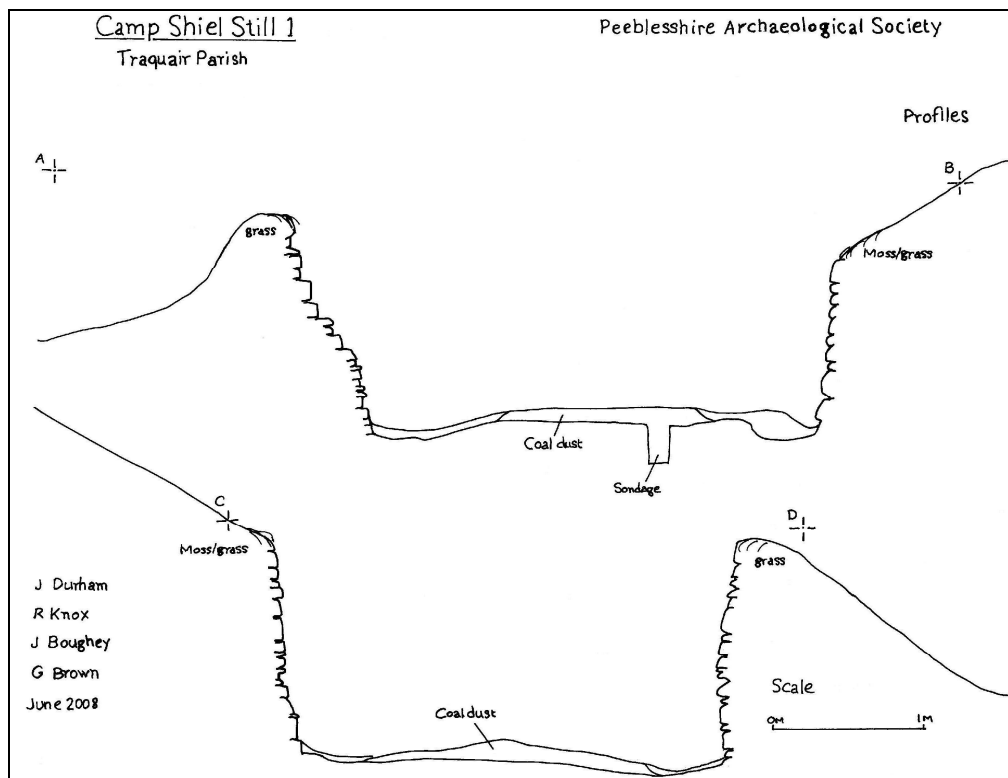 Camp Shiel Still 1
Traquair Parish
Peeblesshire Archaeological Society
Profiles
A
B
grass
Moss/grass
Coal dust
Sondage
C
Moss/grass
D
grass
J Durham
R Knox
J Boughey
G Brown
June 2008
Coal dust
Scale
0M 1M